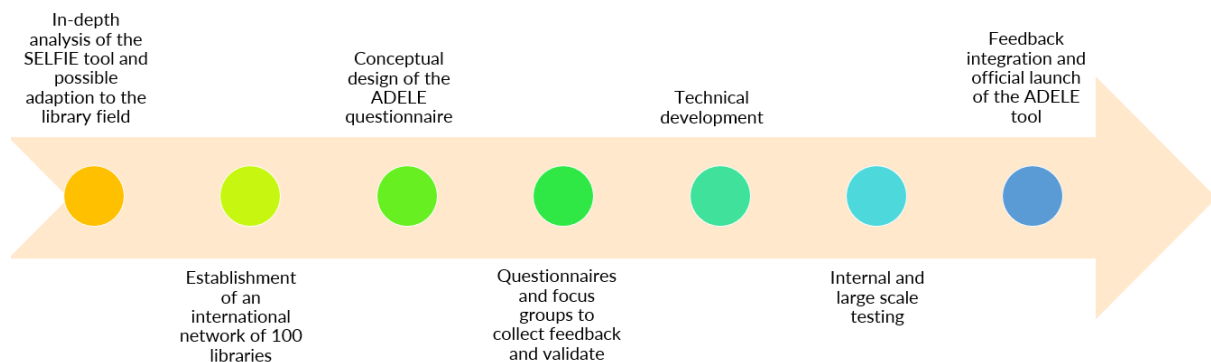 In-depth
analysis of the
SELFIE tool and
possible
adaption to the
library field
Establishment
of an
international
network of 100
libraries
Conceptual
design of the
ADELE
questionnaire
Questionnaires
and focus
groups to
collect feedback
and validate
Technical
development
Internal and
large scale
testing
Feedback
integration and
official launch
of the ADELE
tool